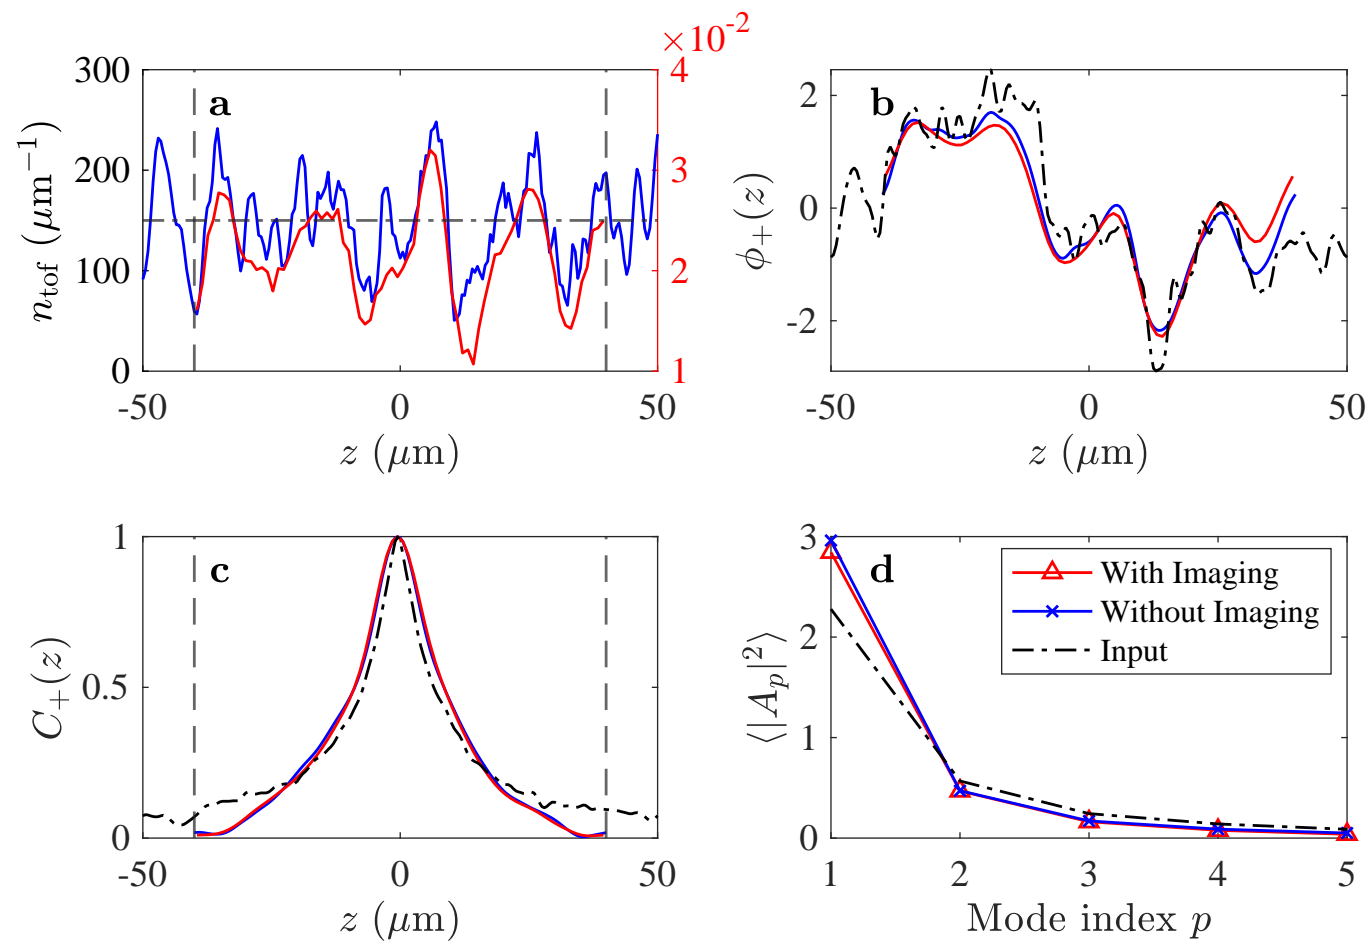 ×10⁻²
a
300
200
100
0
4
3
2
1
-50
0
50
n_tof (μm⁻¹)
z (μm)
b
2
0
-2
-50
0
50
ϕ₊(z)
z (μm)
c
1
0.5
0
-50
0
50
C₊(z)
z (μm)
d
With Imaging
Without Imaging
Input
3
2
1
0
1
2
3
4
5
⟨|A_p|²⟩
Mode index p